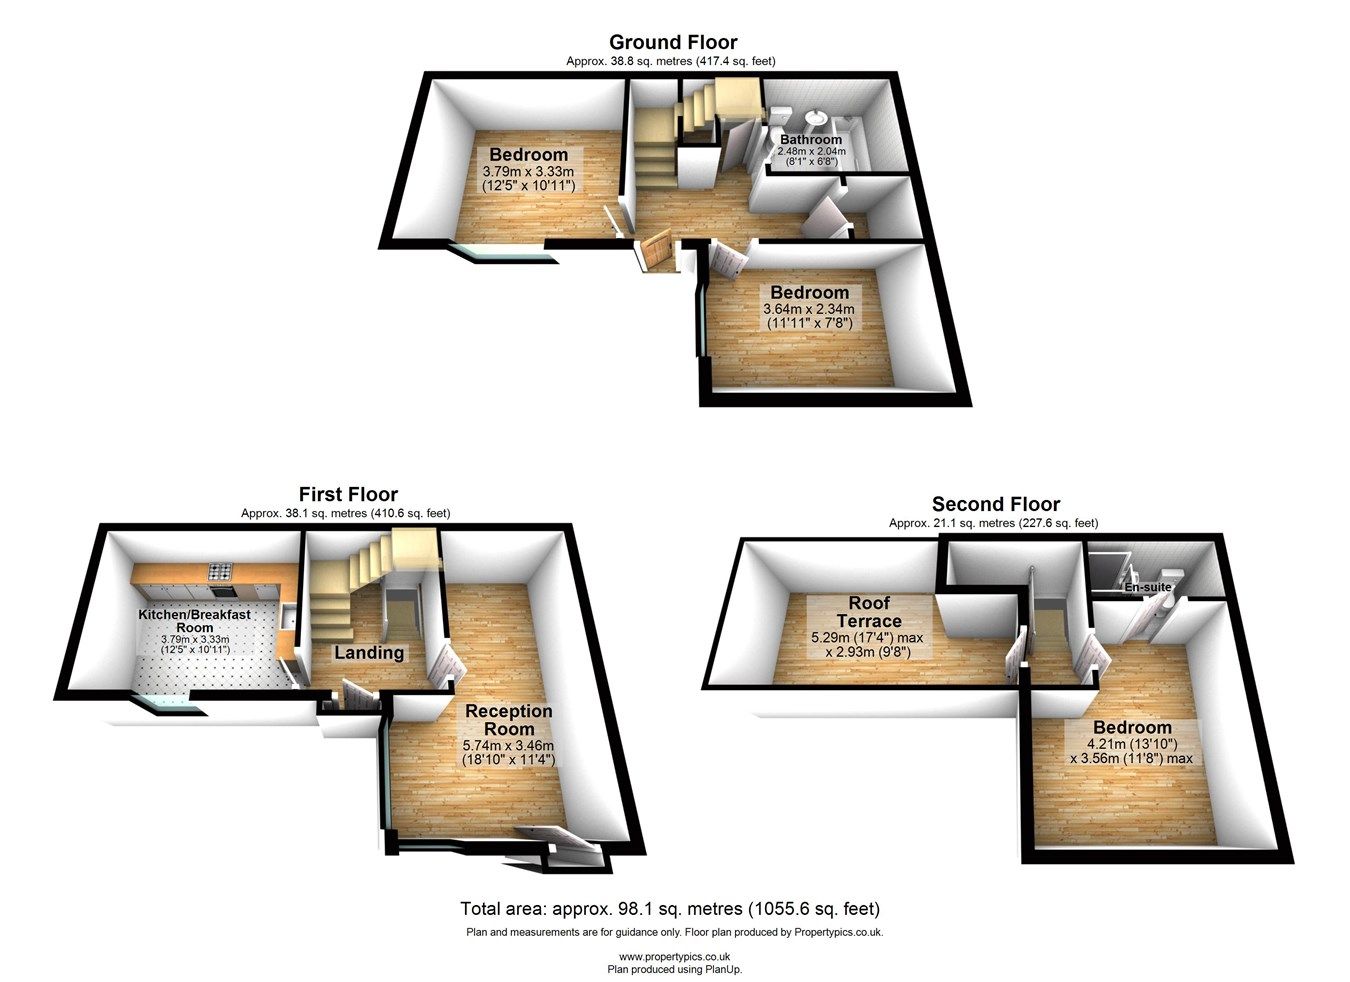 Ground Floor
Approx. 38.8 sq. metres (417.4 sq. feet)
Bedroom
3.79m x 3.33m
(12'5" x 10'11")
Bathroom
2.48m x 2.04m
(8'1" x 6'8")
Bedroom
3.64m x 2.34m
(11'11" x 7'8")
First Floor
Approx. 38.1 sq. metres (410.6 sq. feet)
Kitchen/Breakfast
Room
3.79m x 3.33m
(12'5" x 10'11")
Landing
Reception
Room
5.74m x 3.46m
(18'10" x 11'4")
Second Floor
Approx. 21.1 sq. metres (227.6 sq. feet)
Roof
Terrace
5.29m (17'4") max
x 2.93m (9'8")
En-suite
Bedroom
4.21m (13'10")
x 3.56m (11'8") max
Total area: approx. 98.1 sq. metres (1055.6 sq. feet)
Plan and measurements are for guidance only. Floor plan produced by Propertypics.co.uk.
www.propertypics.co.uk
Plan produced using PlanUp.